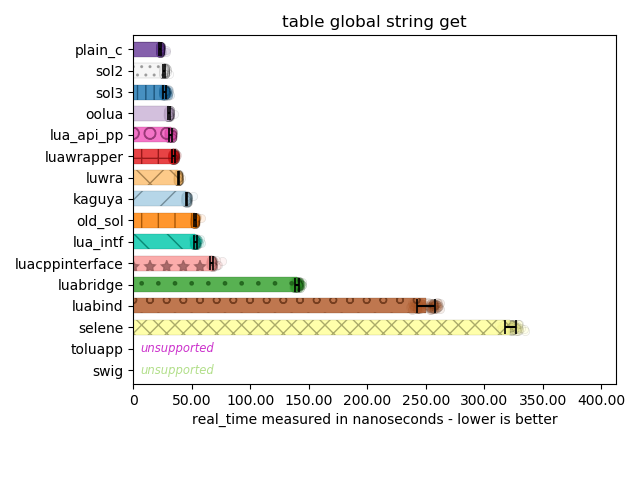 table global string get
plain_c
sol2
sol3
oolua
lua_api_pp
luawrapper
luwra
kaguya
old_sol
lua_intf
luacppinterface
luabridge
luabind
selene
toluapp unsupported
swig unsupported
0 50.00 100.00 150.00 200.00 250.00 300.00 350.00 400.00
real_time measured in nanoseconds - lower is better